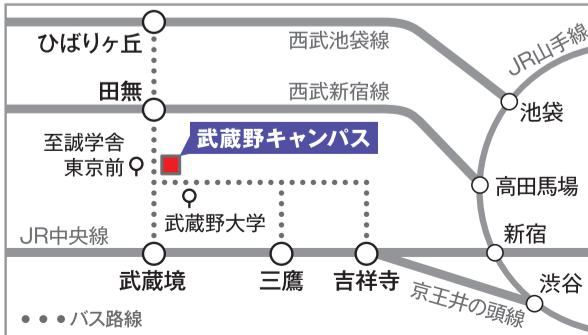 ひばりヶ丘
西武池袋線
JR山手線
池袋
田無
西武新宿線
至誠学舎
東京前
武蔵野キャンパス
高田馬場
武蔵野大学
JR中央線
新宿
武蔵境
三鷹
吉祥寺
京王井の頭線
渋谷
バス路線